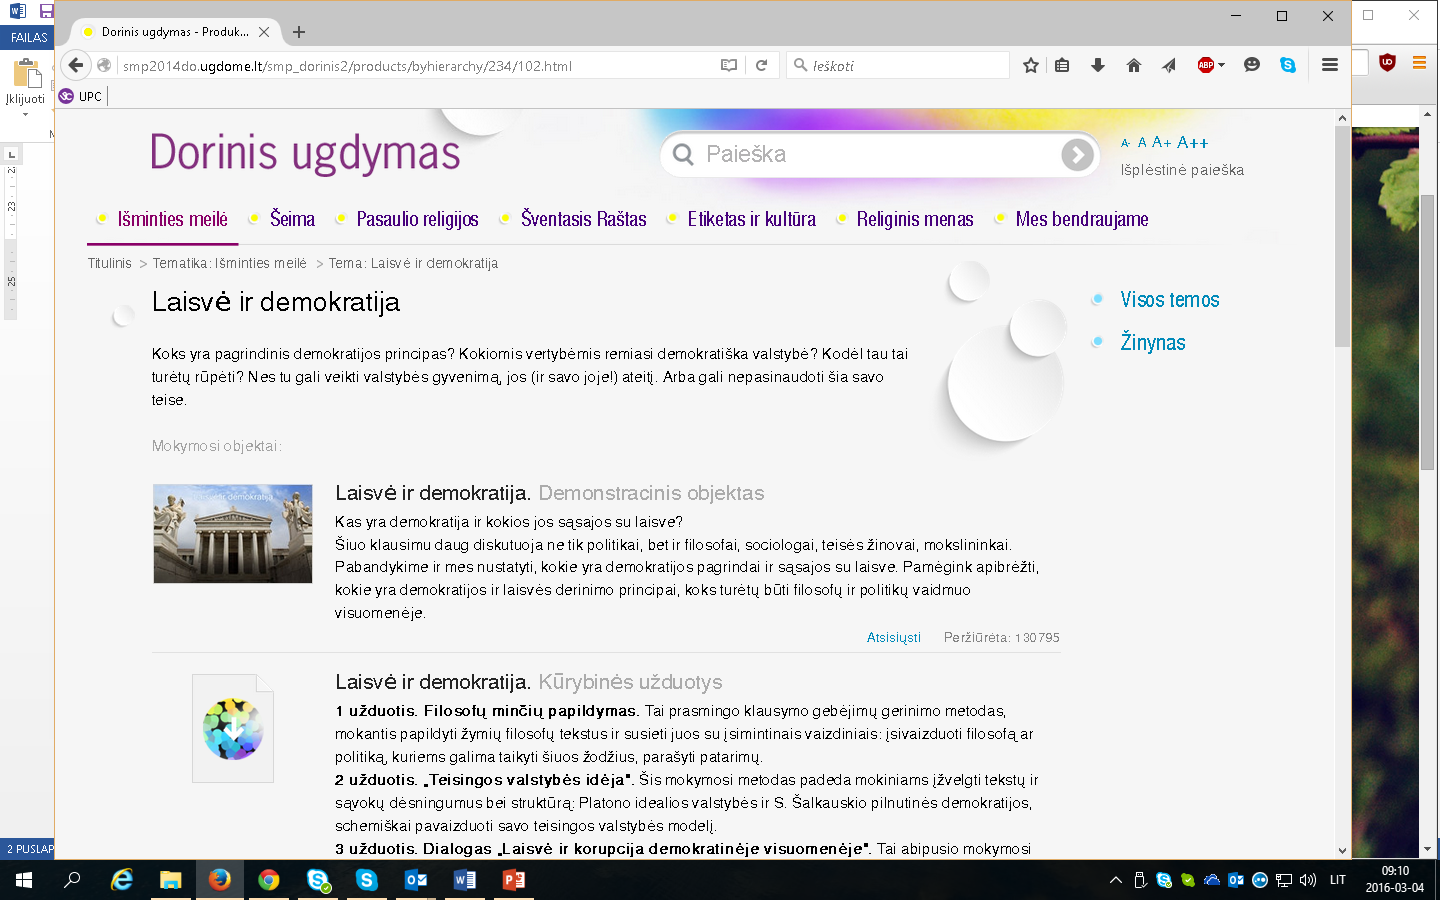 FAILAS
Įklijuoti
Dorinis ugdymas - Produk...
smp2014do.ugdome.lt/smp_dorinis2/products/byhierarchy/234/102.html
Ieškoti
ABP
UPC
Dorinis ugdymas
Paieška
A- A A+ A++
Išplėstinė paieška
Išminties meilė
Šeima
Pasaulio religijos
Šventasis Raštas
Etiketas ir kultūra
Religinis menas
Mes bendraujame
Titulinis > Tematika: Išminties meilė > Tema: Laisvė ir demokratija
Laisvė ir demokratija
Visos temos
Žinynas
Koks yra pagrindinis demokratijos principas? Kokiomis vertybėmis remiasi demokratiška valstybė? Kodėl tau tai
turėtų rūpėti? Nes tu gali veikti valstybės gyvenimą, jos (ir savo joje!) ateitį. Arba gali nepasinaudoti šia savo
teise.
Mokymosi objektai:
Laisvė ir demokratija. Demonstracinis objektas
Kas yra demokratija ir kokios jos sąsajos su laisve?
Šiuo klausimu daug diskutuoja ne tik politikai, bet ir filosofai, sociologai, teisės žinovai, mokslininkai.
Pabandykime ir mes nustatyti, kokie yra demokratijos pagrindai ir sąsajos su laisve. Pamėgink apibrėžti,
kokie yra demokratijos ir laisvės derinimo principai, koks turėtų būti filosofų ir politikų vaidmuo
visuomenėje.
Atsisiųsti Peržiūrėta: 130795
Laisvė ir demokratija. Kūrybinės užduotys
1 užduotis. Filosofų minčių papildymas. Tai prasmingo klausymo gebėjimų gerinimo metodas,
mokantis papildyti žymių filosofų tekstus ir susieti juos su įsimintinais vaizdiniais: įsivaizduoti filosofą ar
politiką, kuriems galima taikyti šiuos žodžius, parašyti patarimų.
2 užduotis. „Teisingos valstybės idėja". Šis mokymosi metodas padeda mokiniams įžvelgti tekstų ir
sąvokų dėsningumus bei struktūrą: Platono idealios valstybės ir S. Šalkauskio pilnutinės demokratijos,
schemiškai pavaizduoti savo teisingos valstybės modelį.
3 užduotis. Dialogas „Laisvė ir korupcija demokratinėje visuomenėje". Tai abipusio mokymosi
2 PUSLAP
LIT
09:10
2016-03-04